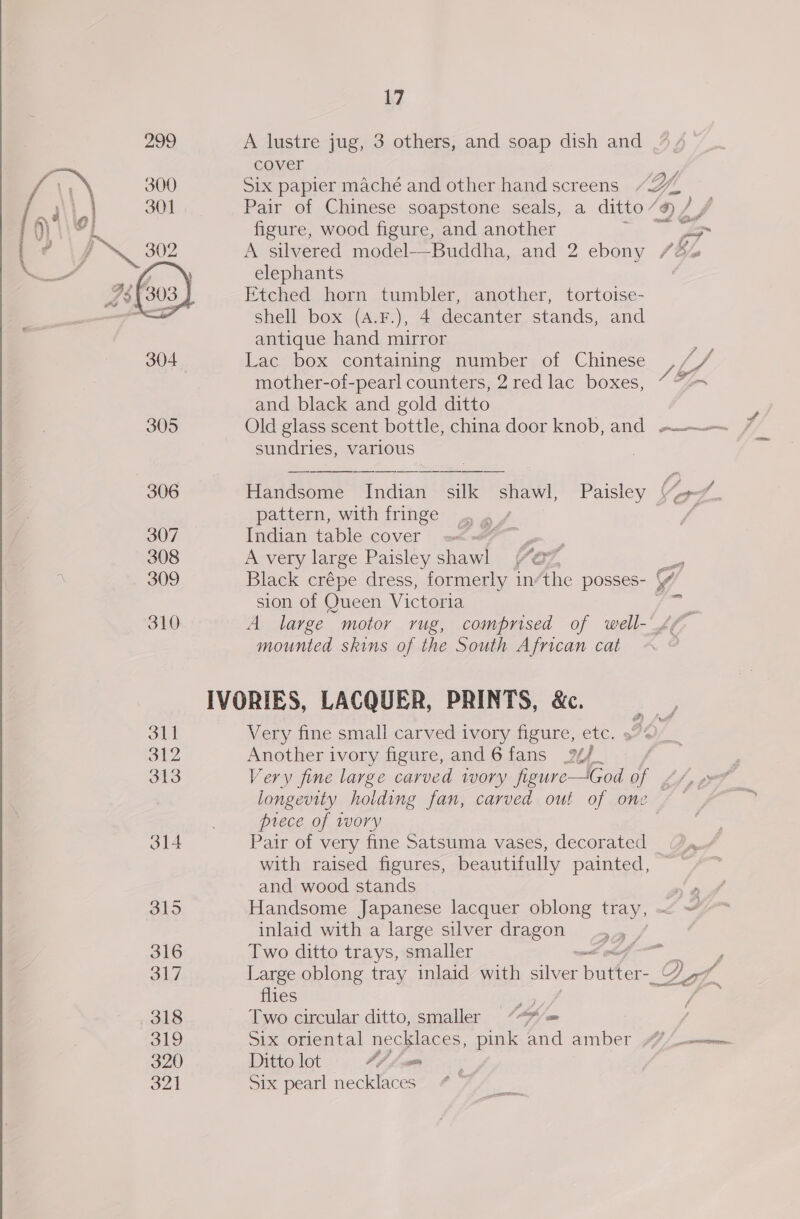 17
299 A lustre jug, 3 others, and soap dish and
cover
300 Six papier mâché and other hand screens
301 Pair of Chinese soapstone seals, a ditto
figure, wood figure, and another
302 A silvered model—Buddha, and 2 ebony
elephants
303 Etched horn tumbler, another, tortoise-
shell box (A.F.), 4 decanter stands, and
antique hand mirror
304 Lac box containing number of Chinese
mother-of-pearl counters, 2 red lac boxes,
and black and gold ditto
305 Old glass scent bottle, china door knob, and
sundries, various
306 Handsome Indian silk shawl, Paisley
pattern, with fringe
307 Indian table cover
308 A very large Paisley shawl
309 Black crêpe dress, formerly in the posses-
sion of Queen Victoria
310 A large motor rug, comprised of well-
mounted skins of the South African cat
IVORIES, LACQUER, PRINTS, &c.
311 Very fine small carved ivory figure, etc.
312 Another ivory figure, and 6 fans
313 Very fine large carved ivory figure—God of
longevity holding fan, carved out of one
piece of ivory
314 Pair of very fine Satsuma vases, decorated
with raised figures, beautifully painted,
and wood stands
315 Handsome Japanese lacquer oblong tray,
inlaid with a large silver dragon
316 Two ditto trays, smaller
317 Large oblong tray inlaid with silver butter-
flies
318 Two circular ditto, smaller
319 Six oriental necklaces, pink and amber
320 Ditto lot
321 Six pearl necklaces